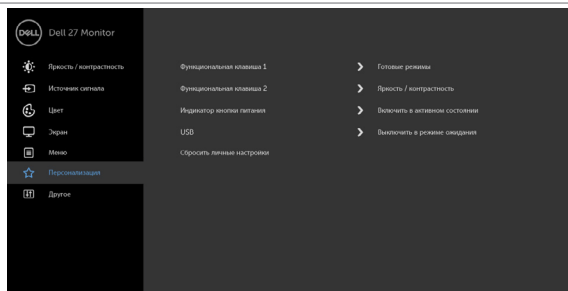 DELL Dell 27 Monitor
Яркость / контрастность
Функциональная клавиша 1 Готовые режимы
Источник сигнала
Функциональная клавиша 2 Яркость / контрастность
Цвет
Индикатор кнопки питания Включить в активном состоянии
Экран
USB Выключить в режиме ожидания
Меню
Сбросить личные настройки
Персонализация
Другое